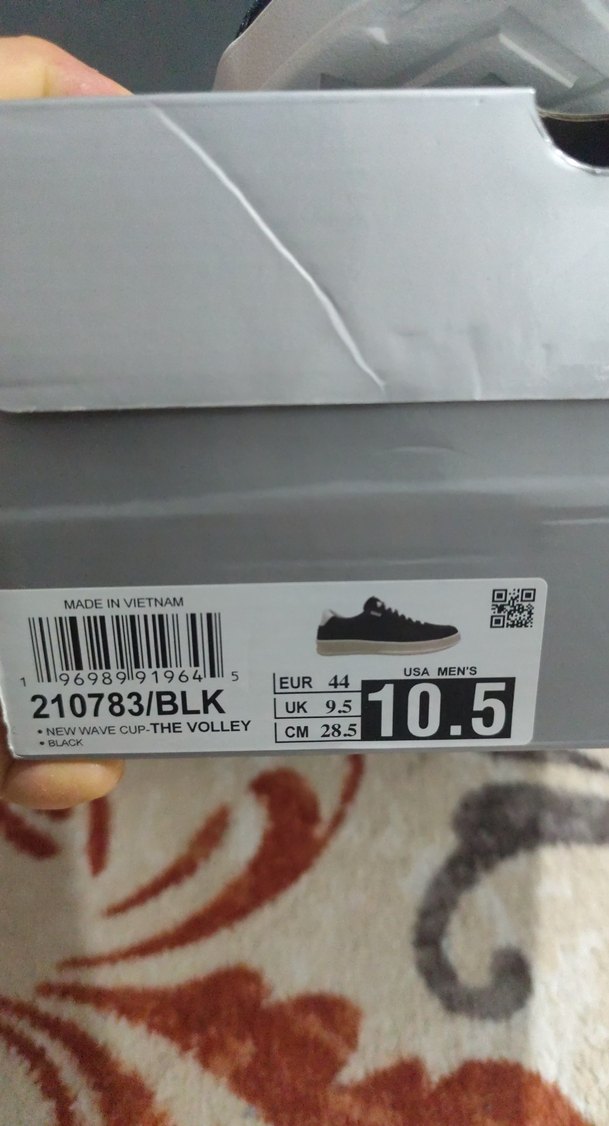 MADE IN VIETNAM
1 96989 91964 5
210783/BLK
• NEW WAVE CUP-THE VOLLEY
• BLACK
EUR 44
UK 9.5
CM 28.5
USA MEN'S
10.5